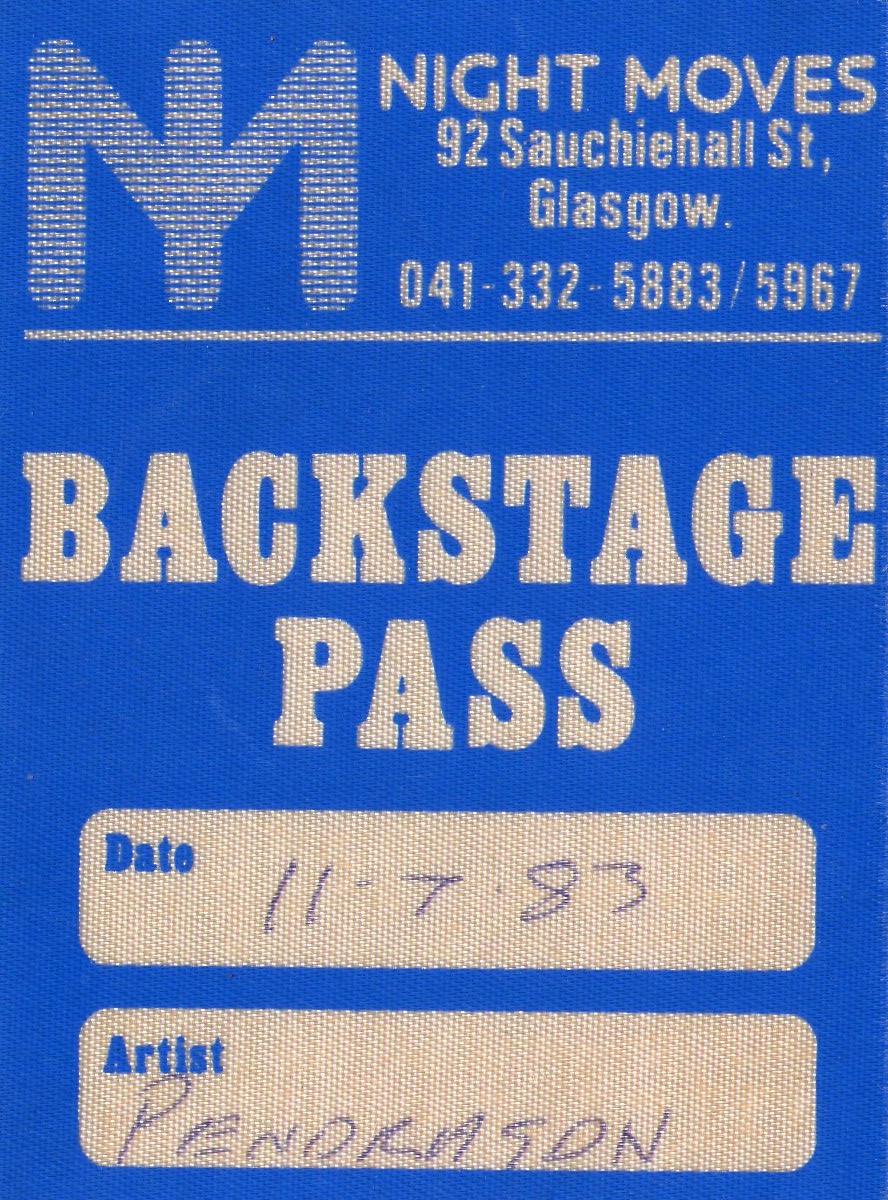 NM
NIGHT MOVES
92 Sauchiehall St,
Glasgow.
041-332-5883/5967
BACKSTAGE
PASS
Date
11-7-83
Artist
PENDRAGON